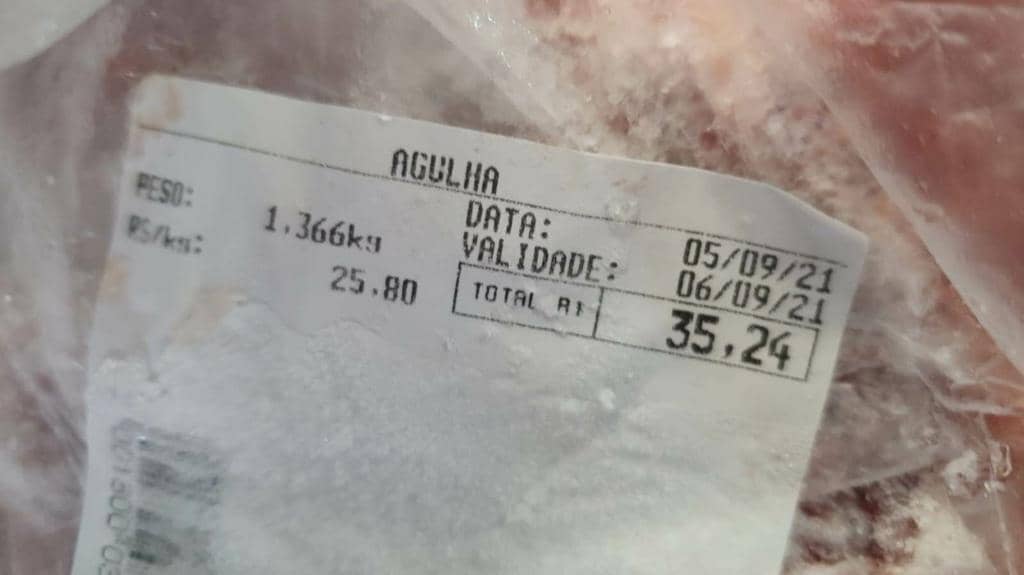 AGULHA
PESO: 1,366kg
R$/kg: 25,80
DATA: 05/09/21
VALIDADE: 06/09/21
TOTAL R$ 35,24